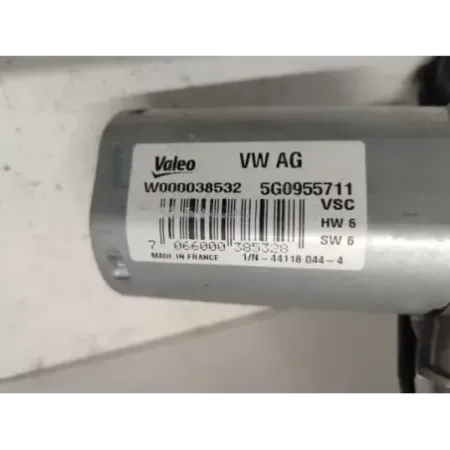 Valeo VW AG
W000038532 5G0955711
VSC
HW 6
SW 6
7 066000 385328
MADE IN FRANCE 1/N-44118 044-4